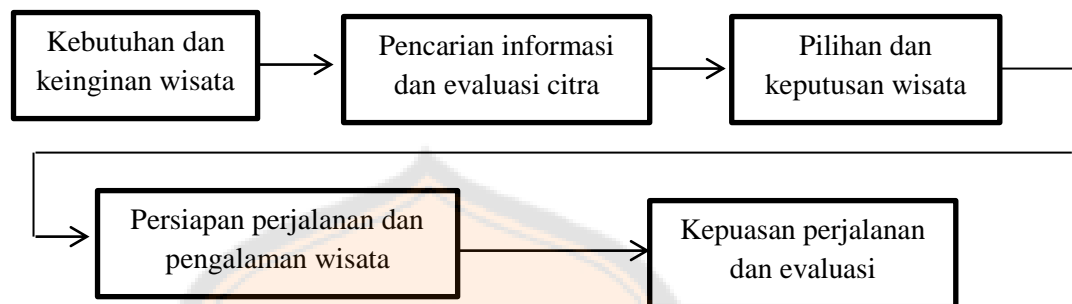 Kebutuhan dan
keinginan wisata
Pencarian informasi
dan evaluasi citra
Pilihan dan
keputusan wisata
Persiapan perjalanan dan
pengalaman wisata
Kepuasan perjalanan
dan evaluasi